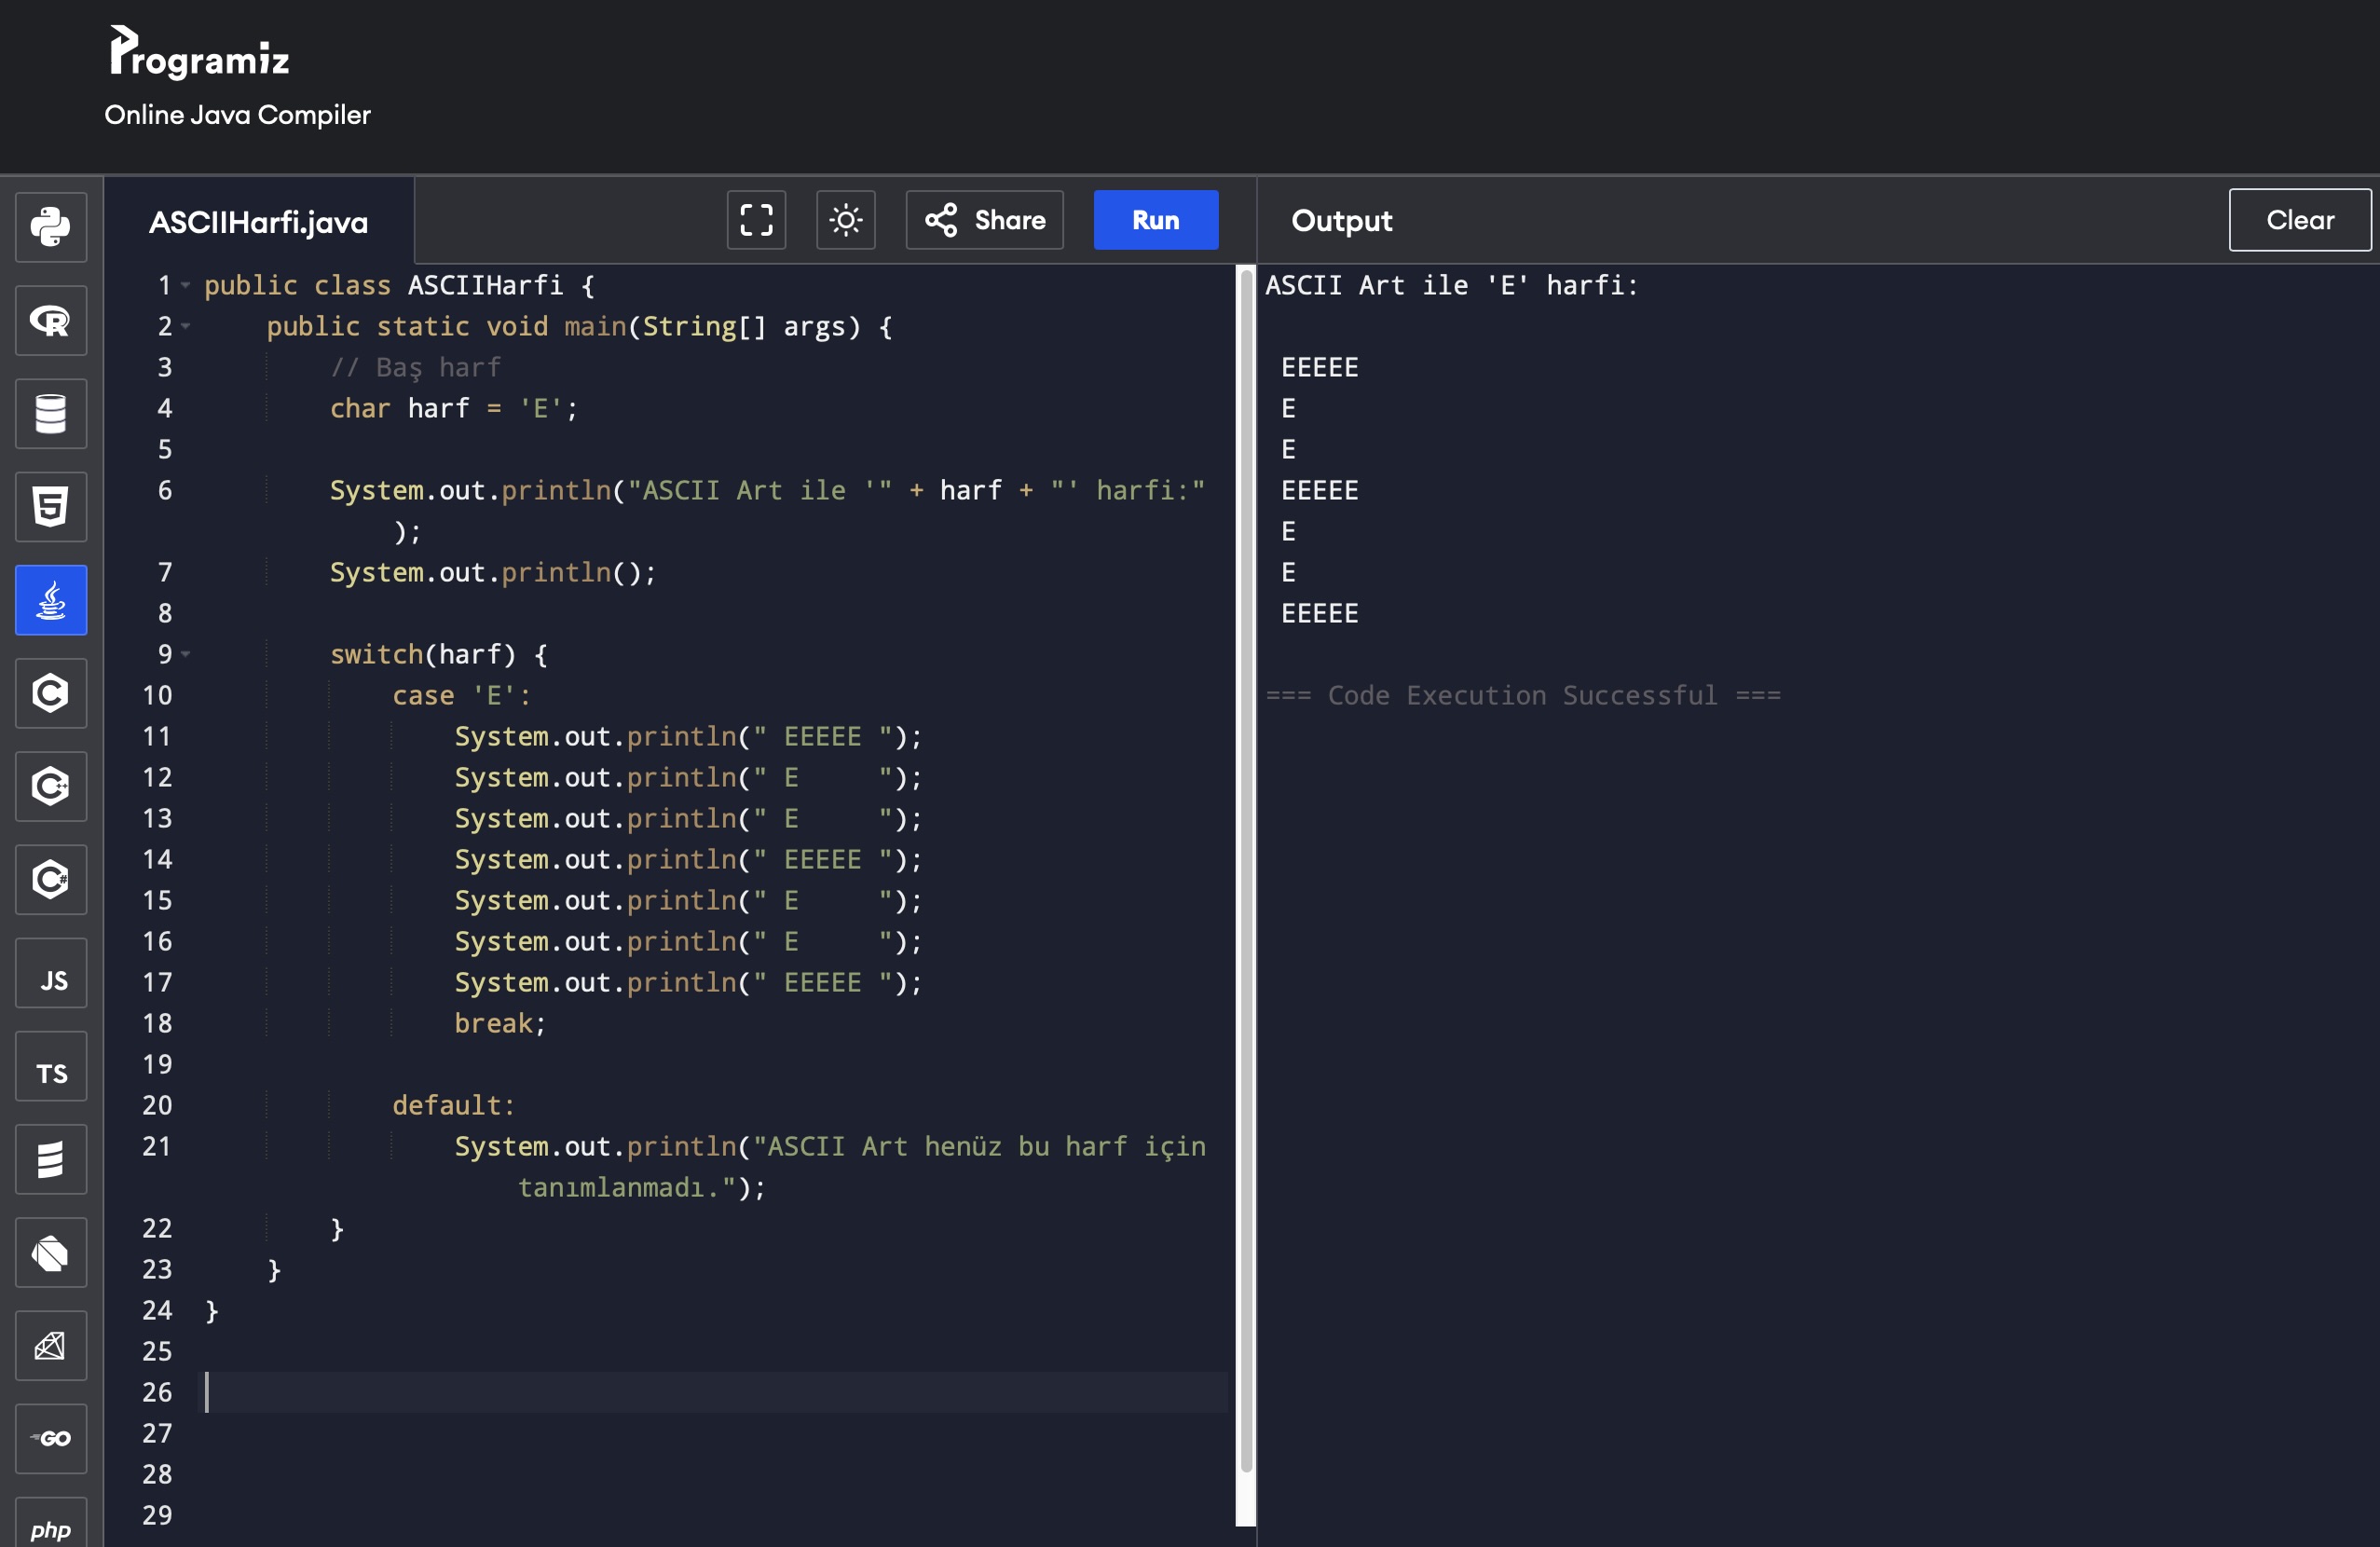 Programiz
Online Java Compiler
ASCIIHarfi.java
Share
Run
Output
Clear
1 public class ASCIIHarfi {
2     public static void main(String[] args) {
3         // Baş harf
4         char harf = 'E';
5
6         System.out.println("ASCII Art ile '" + harf + "' harfi:"
            );
7         System.out.println();
8
9         switch(harf) {
10             case 'E':
11                 System.out.println(" EEEEE ");
12                 System.out.println(" E     ");
13                 System.out.println(" E     ");
14                 System.out.println(" EEEEE ");
15                 System.out.println(" E     ");
16                 System.out.println(" E     ");
17                 System.out.println(" EEEEE ");
18                 break;
19
20             default:
21                 System.out.println("ASCII Art henüz bu harf için
                    tanımlanmadı.");
22         }
23     }
24 }
25
26
27
28
29
ASCII Art ile 'E' harfi:
 EEEEE
 E
 E
 EEEEE
 E
 E
 EEEEE
=== Code Execution Successful ===
R
5
C
C++
C#
JS
TS
GO
php